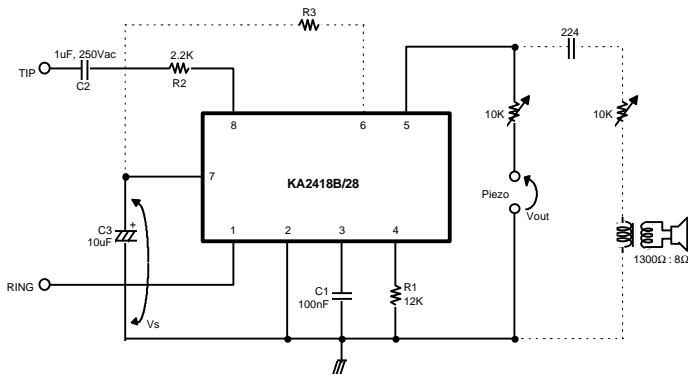 R3
1uF, 250Vac
2.2K
224
TIP
C2
R2
8
6
5
10K
10K
7
KA2418B/28
Piezo
Vout
C3
+
10uF
1
2
3
4
1300Ω : 8Ω
RING
C1
100nF
R1
12K
Vs